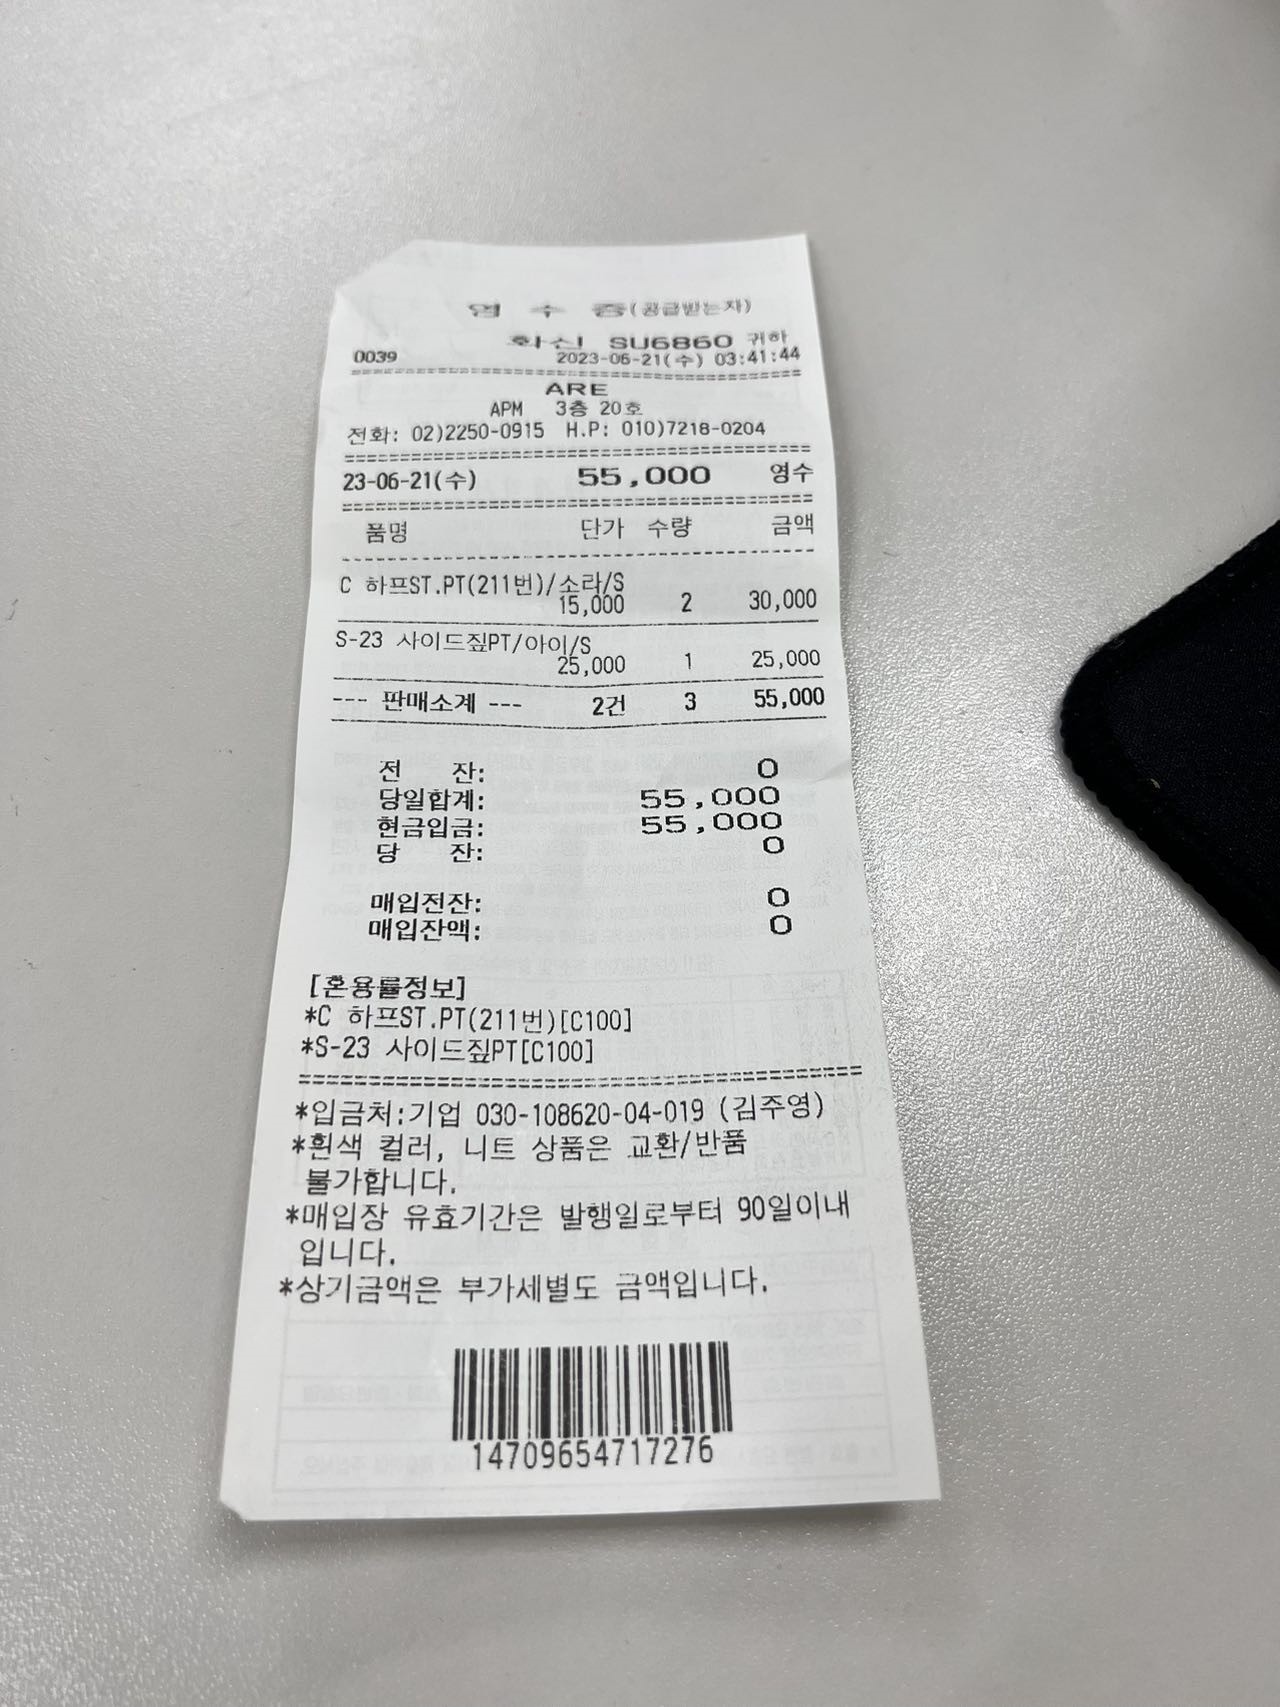 영 수 증(공급받는자)
화신 SU6860 귀하
0039 2023-06-21(수) 03:41:44
ARE
APM 3층 20호
전화: 02)2250-0915 H.P: 010)7218-0204
23-06-21(수) 55,000 영수
품명 단가 수량 금액
C 하프ST.PT(211번)/소라/S
15,000 2 30,000
S-23 사이드짚PT/아이/S
25,000 1 25,000
--- 판매소계 --- 2건 3 55,000
전 잔: 0
당일합계: 55,000
현금입금: 55,000
당 잔: 0
매입전잔: 0
매입잔액: 0
[혼용률정보]
*C 하프ST.PT(211번)[C100]
*S-23 사이드짚PT[C100]
*입금처:기업 030-108620-04-019 (김주영)
*흰색 컬러, 니트 상품은 교환/반품
불가합니다.
*매입장 유효기간은 발행일로부터 90일이내
입니다.
*상기금액은 부가세별도 금액입니다.
14709654717276